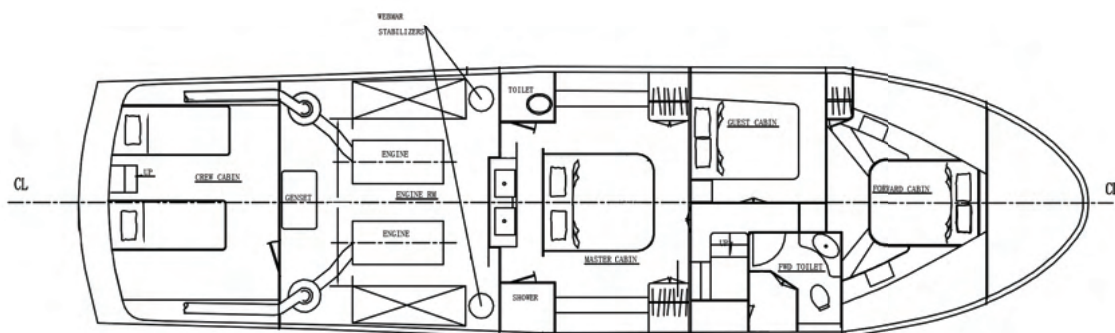 WEBMAR
STABILIZERS
TOILET
ENGINE
GUEST CABIN
UP
CREW CABIN
CL
GENSET
ENGINE RM
FORWARD CABIN
ENGINE
UP
MASTER CABIN
FWD TOILET
SHOWER